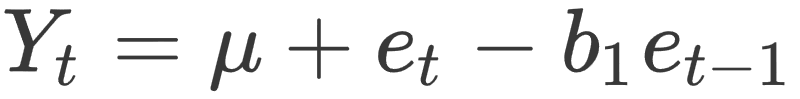 Y_t = μ + e_t − b_1 e_{t−1}